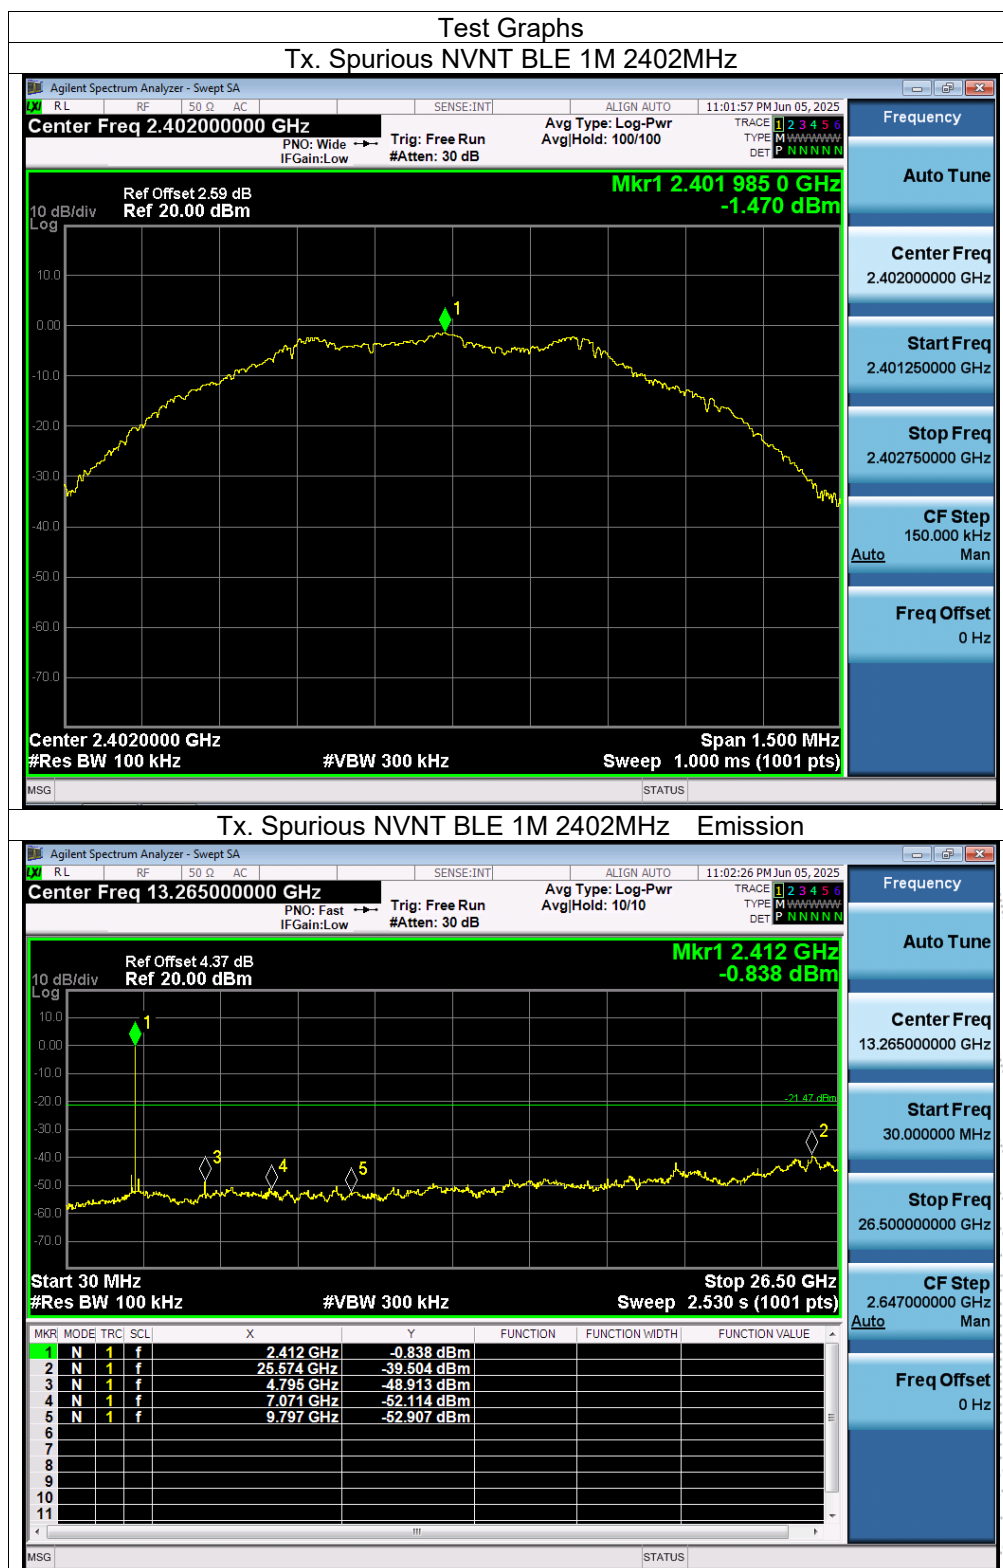 Test Graphs
Tx. Spurious NVNT BLE 1M 2402MHz
Agilent Spectrum Analyzer - Swept SA
LXI RL RF 50 Ω AC SENSE:INT ALIGN AUTO 11:01:57 PM Jun 05, 2025
Center Freq 2.402000000 GHz
PNO: Wide
IFGain:Low
Trig: Free Run
#Atten: 30 dB
Avg Type: Log-Pwr
Avg|Hold: 100/100
TRACE 1 2 3 4 5 6
TYPE M WWWWW
DET P N N N N N
Frequency
Auto Tune
Center Freq
2.402000000 GHz
Start Freq
2.401250000 GHz
Stop Freq
2.402750000 GHz
CF Step
150.000 kHz
Auto Man
Freq Offset
0 Hz
Mkr1 2.401 985 0 GHz
-1.470 dBm
Ref Offset 2.59 dB
10 dB/div Ref 20.00 dBm
Log
1
10.0
0.00
-10.0
-20.0
-30.0
-40.0
-50.0
-60.0
-70.0
Center 2.4020000 GHz Span 1.500 MHz
#Res BW 100 kHz #VBW 300 kHz Sweep 1.000 ms (1001 pts)
MSG STATUS
Tx. Spurious NVNT BLE 1M 2402MHz Emission
Agilent Spectrum Analyzer - Swept SA
LXI RL RF 50 Ω AC SENSE:INT ALIGN AUTO 11:02:26 PM Jun 05, 2025
Center Freq 13.265000000 GHz
PNO: Fast
IFGain:Low
Trig: Free Run
#Atten: 30 dB
Avg Type: Log-Pwr
Avg|Hold: 10/10
TRACE 1 2 3 4 5 6
TYPE M WWWWW
DET P N N N N N
Frequency
Auto Tune
Center Freq
13.265000000 GHz
Start Freq
30.000000 MHz
Stop Freq
26.500000000 GHz
CF Step
2.647000000 GHz
Auto Man
Freq Offset
0 Hz
Mkr1 2.412 GHz
-0.838 dBm
Ref Offset 4.37 dB
10 dB/div Ref 20.00 dBm
Log
10.0
0.00
-10.0
-20.0
-30.0
-40.0
-50.0
-60.0
-70.0
-21.47 dBm
1
2
3
4
5
Start 30 MHz Stop 26.50 GHz
#Res BW 100 kHz #VBW 300 kHz Sweep 2.530 s (1001 pts)
MKR MODE TRC SCL X Y FUNCTION FUNCTION WIDTH FUNCTION VALUE
1 N 1 f 2.412 GHz -0.838 dBm
2 N 1 f 25.574 GHz -39.504 dBm
3 N 1 f 4.795 GHz -48.913 dBm
4 N 1 f 7.071 GHz -52.114 dBm
5 N 1 f 9.797 GHz -52.907 dBm
6
7
8
9
10
11
MSG STATUS